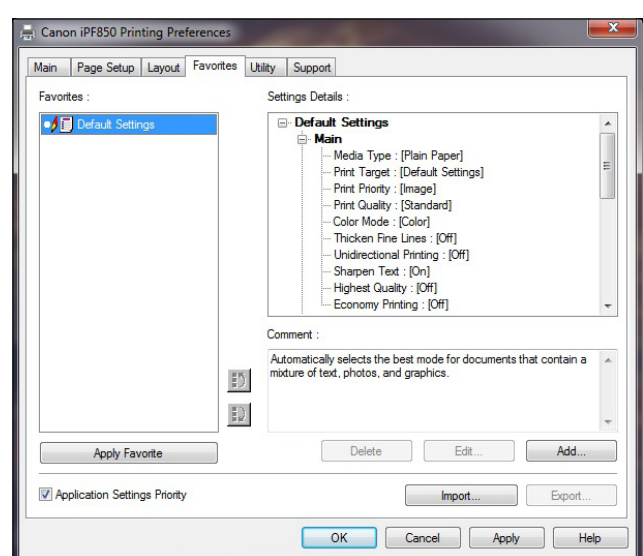 Canon iPF850 Printing Preferences
Main Page Setup Layout Favorites Utility Support
Favorites :
Default Settings
Settings Details :
Default Settings
Main
Media Type : [Plain Paper]
Print Target : [Default Settings]
Print Priority : [Image]
Print Quality : [Standard]
Color Mode : [Color]
Thicken Fine Lines : [Off]
Unidirectional Printing : [Off]
Sharpen Text : [On]
Highest Quality : [Off]
Economy Printing : [Off]
Comment :
Automatically selects the best mode for documents that contain a
mixture of text, photos, and graphics.
Apply Favorite
Delete Edit... Add...
Application Settings Priority
Import... Export...
OK Cancel Apply Help